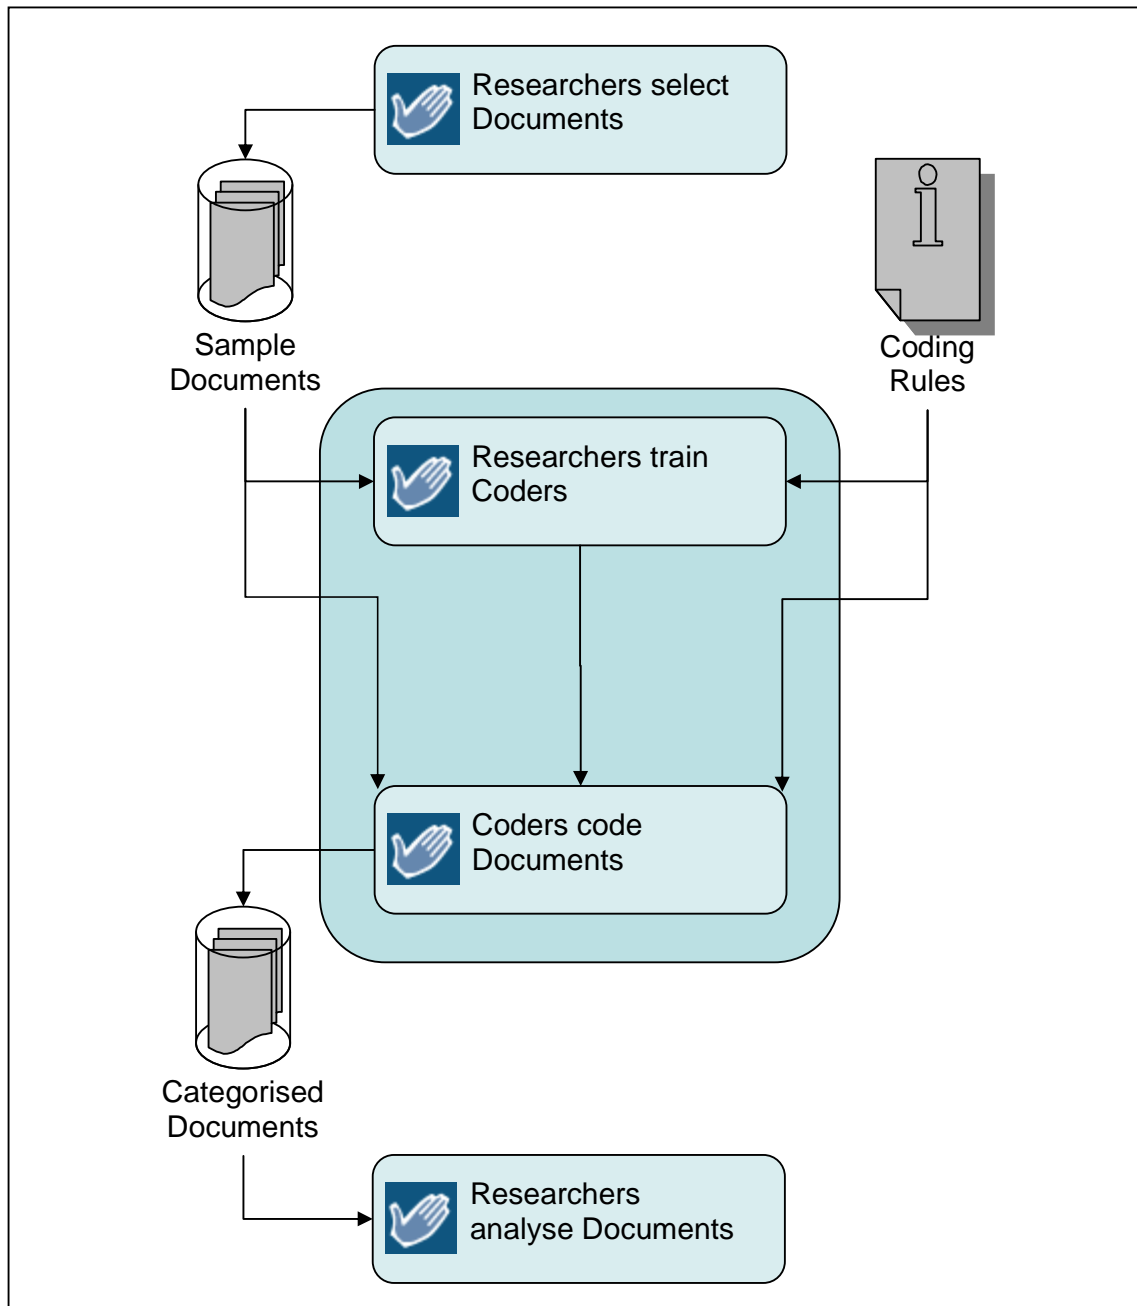 Researchers select
Documents
Sample
Documents
Coding
Rules
Researchers train
Coders
Coders code
Documents
Categorised
Documents
Researchers
analyse Documents